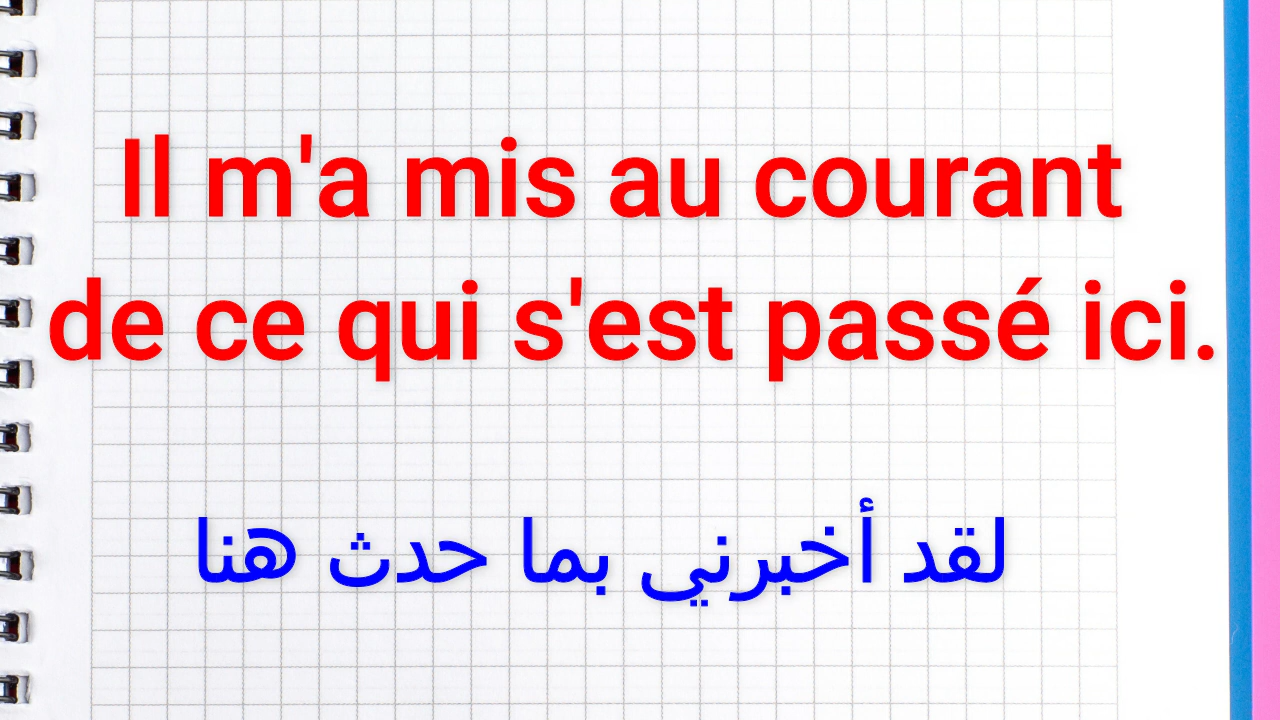 Il m'a mis au courant
de ce qui s'est passé ici.
لقد أخبرني بما حدث هنا